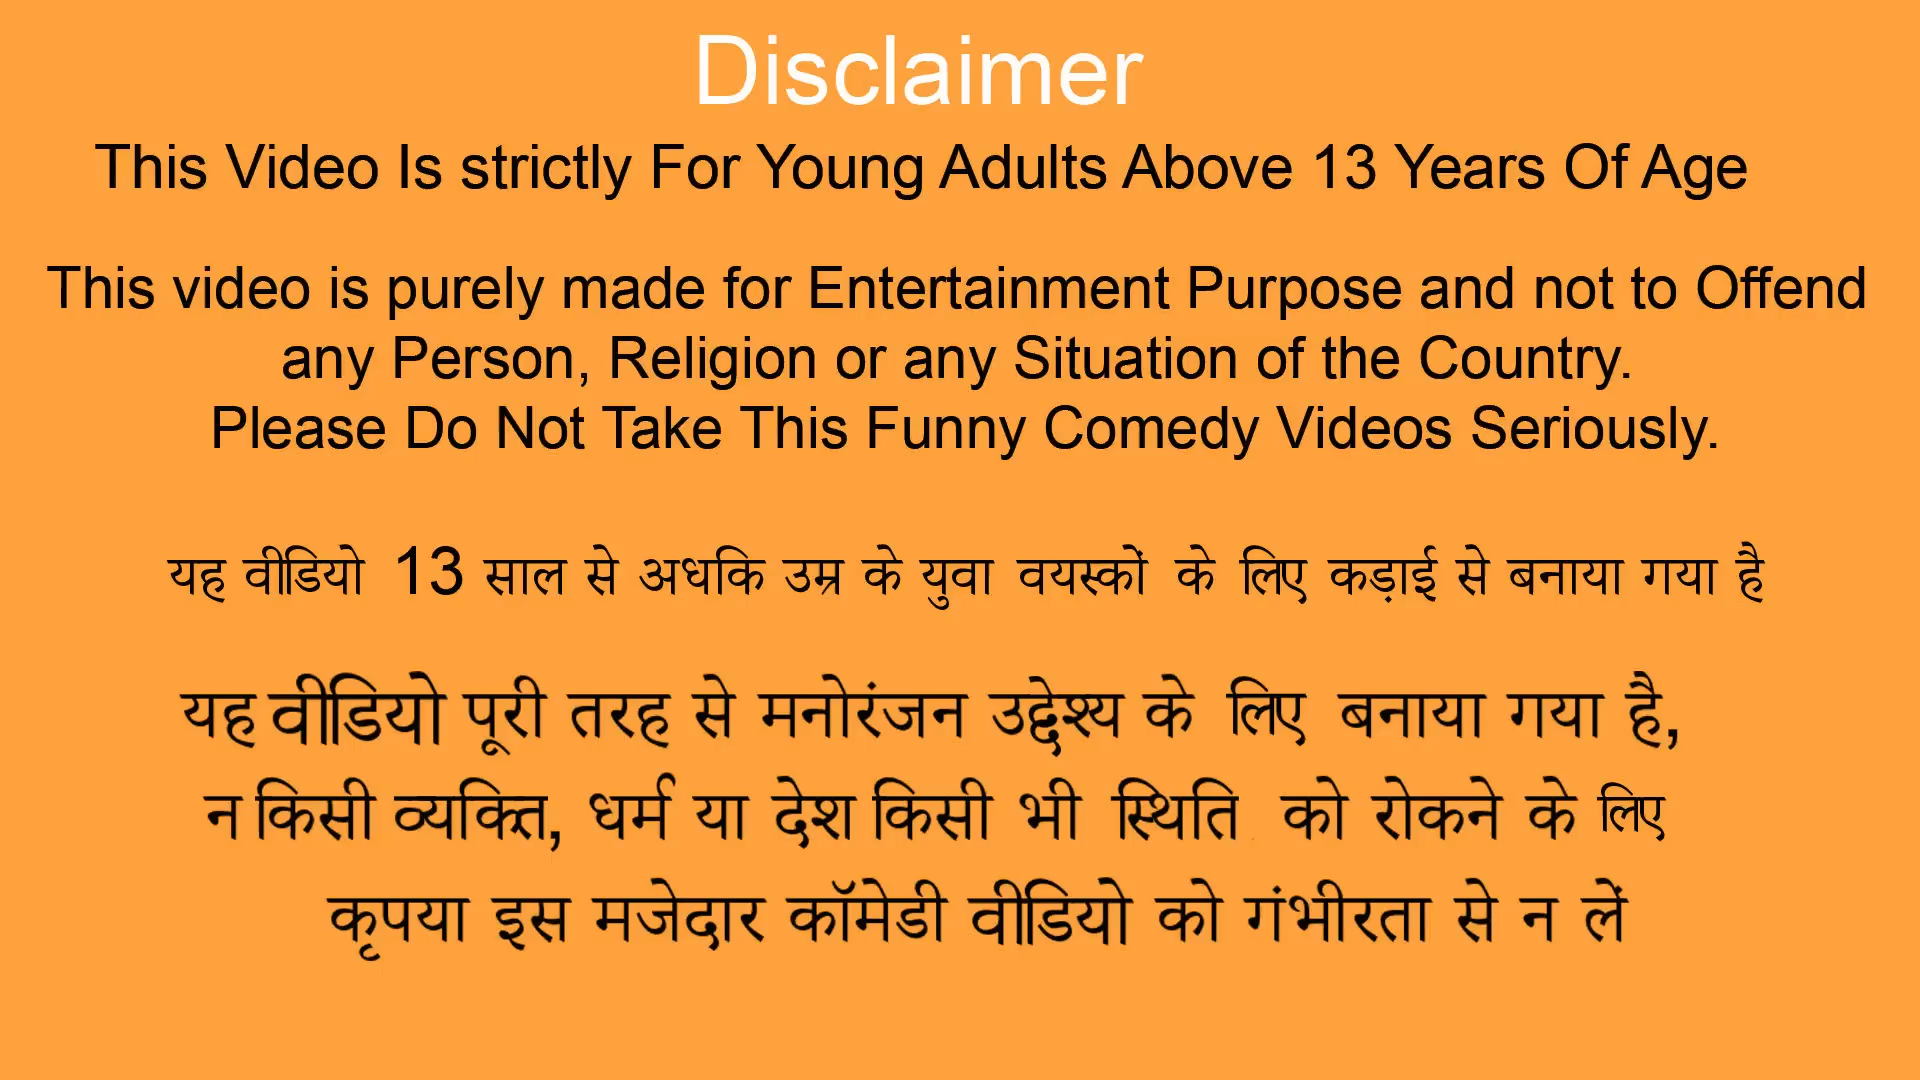 Disclaimer
This Video Is strictly For Young Adults Above 13 Years Of Age
This video is purely made for Entertainment Purpose and not to Offend
any Person, Religion or any Situation of the Country.
Please Do Not Take This Funny Comedy Videos Seriously.
यह वीडियो 13 साल से अधकि उम्र के युवा वयस्कों के लिए कड़ाई से बनाया गया है
यह वीडियो पूरी तरह से मनोरंजन उद्देश्य के लिए बनाया गया है,
न किसी व्यक्ति, धर्म या देश किसी भी स्थिति को रोकने के लिए
कृपया इस मजेदार कॉमेडी वीडियो को गंभीरता से न लें